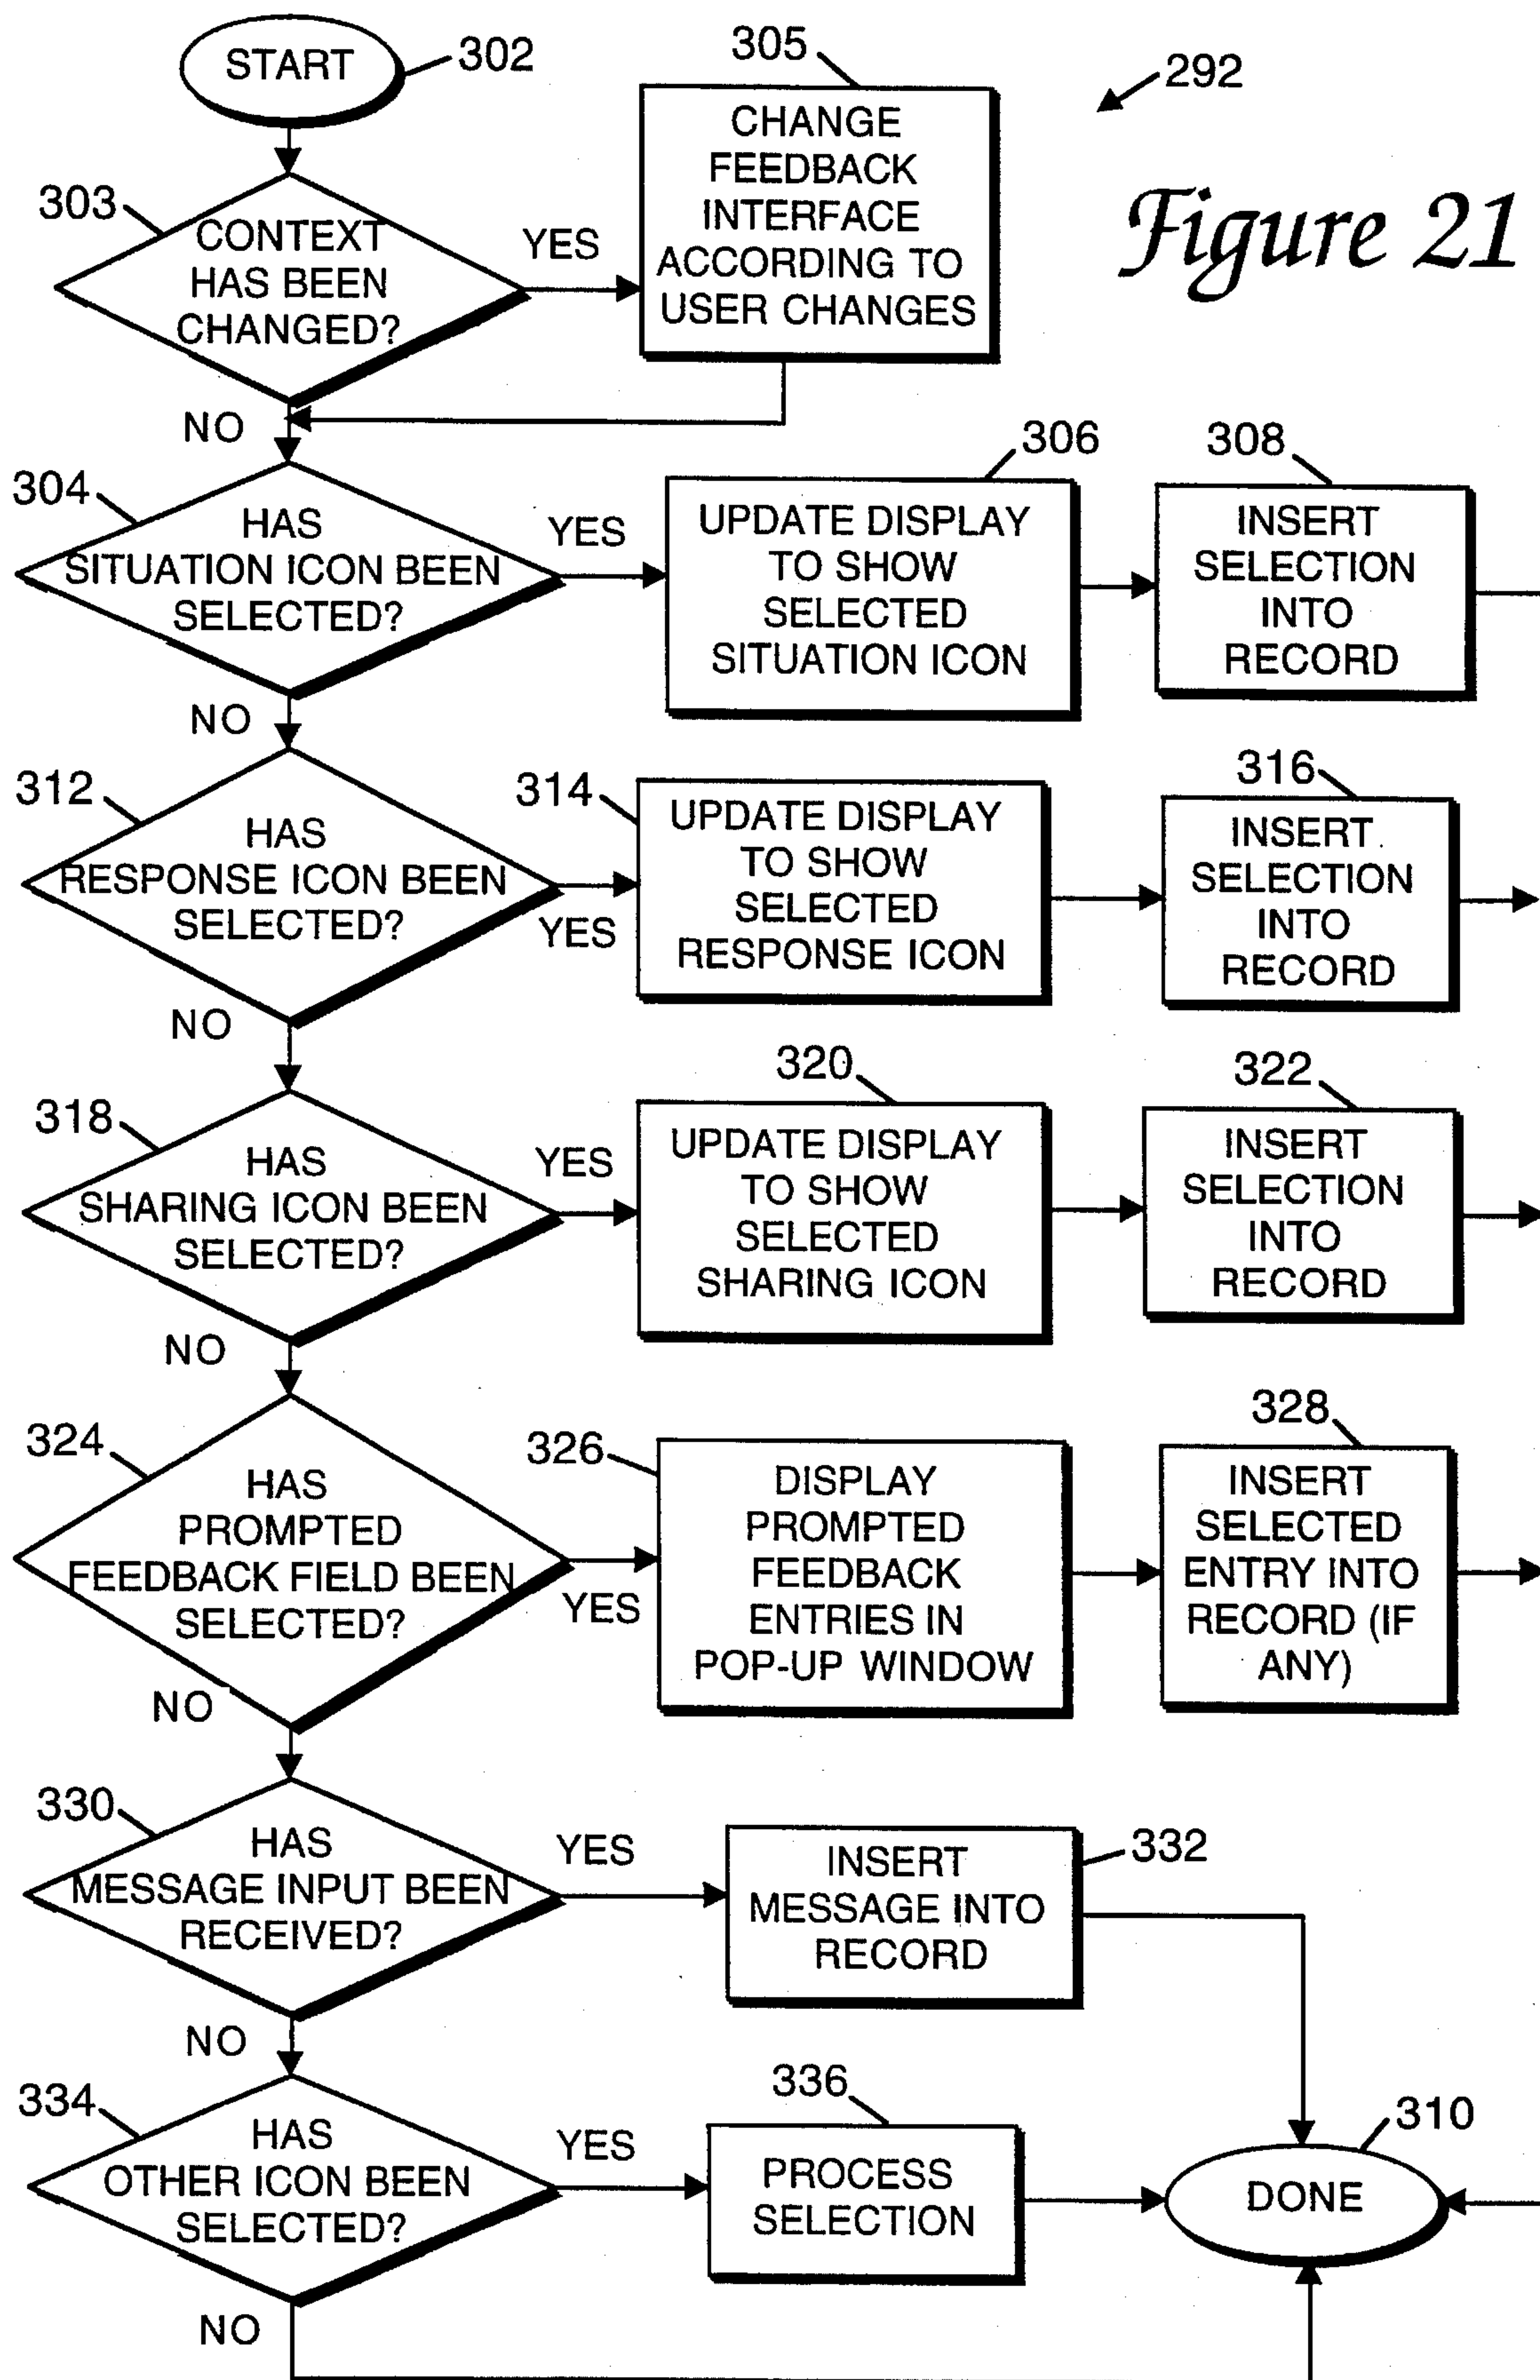 START
302
305
292
CHANGE
FEEDBACK
INTERFACE
ACCORDING TO
USER CHANGES
Figure 21
303
CONTEXT
HAS BEEN
CHANGED?
YES
NO
304
HAS
SITUATION ICON BEEN
SELECTED?
YES
306
UPDATE DISPLAY
TO SHOW
SELECTED
SITUATION ICON
308
INSERT
SELECTION
INTO
RECORD
NO
312
HAS
RESPONSE ICON BEEN
SELECTED?
YES
314
UPDATE DISPLAY
TO SHOW
SELECTED
RESPONSE ICON
316
INSERT
SELECTION
INTO
RECORD
NO
318
HAS
SHARING ICON BEEN
SELECTED?
YES
320
UPDATE DISPLAY
TO SHOW
SELECTED
SHARING ICON
322
INSERT
SELECTION
INTO
RECORD
NO
324
HAS
PROMPTED
FEEDBACK FIELD BEEN
SELECTED?
YES
326
DISPLAY
PROMPTED
FEEDBACK
ENTRIES IN
POP-UP WINDOW
328
INSERT
SELECTED
ENTRY INTO
RECORD (IF
ANY)
NO
330
HAS
MESSAGE INPUT BEEN
RECEIVED?
YES
INSERT
MESSAGE INTO
RECORD
332
NO
334
HAS
OTHER ICON BEEN
SELECTED?
YES
336
PROCESS
SELECTION
310
DONE
NO